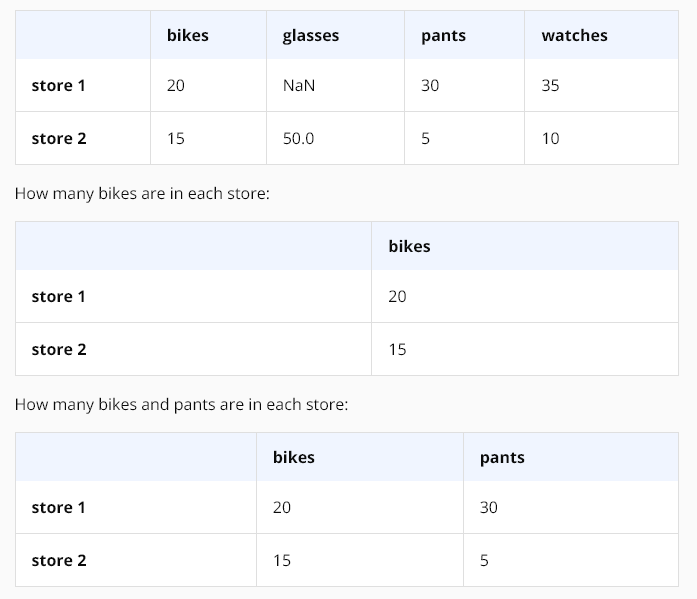 bikes glasses pants watches
store 1 20 NaN 30 35
store 2 15 50.0 5 10
How many bikes are in each store:
bikes
store 1 20
store 2 15
How many bikes and pants are in each store:
bikes pants
store 1 20 30
store 2 15 5